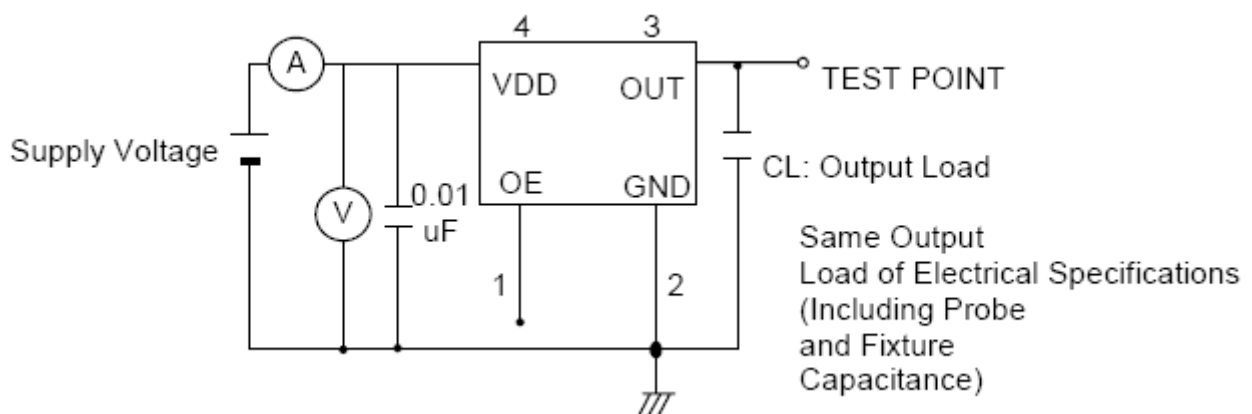 4
3
A
VDD
OUT
TEST POINT
Supply Voltage
CL: Output Load
OE
GND
0.01
uF
V
1
2
Same Output
Load of Electrical Specifications
(Including Probe
and Fixture
Capacitance)